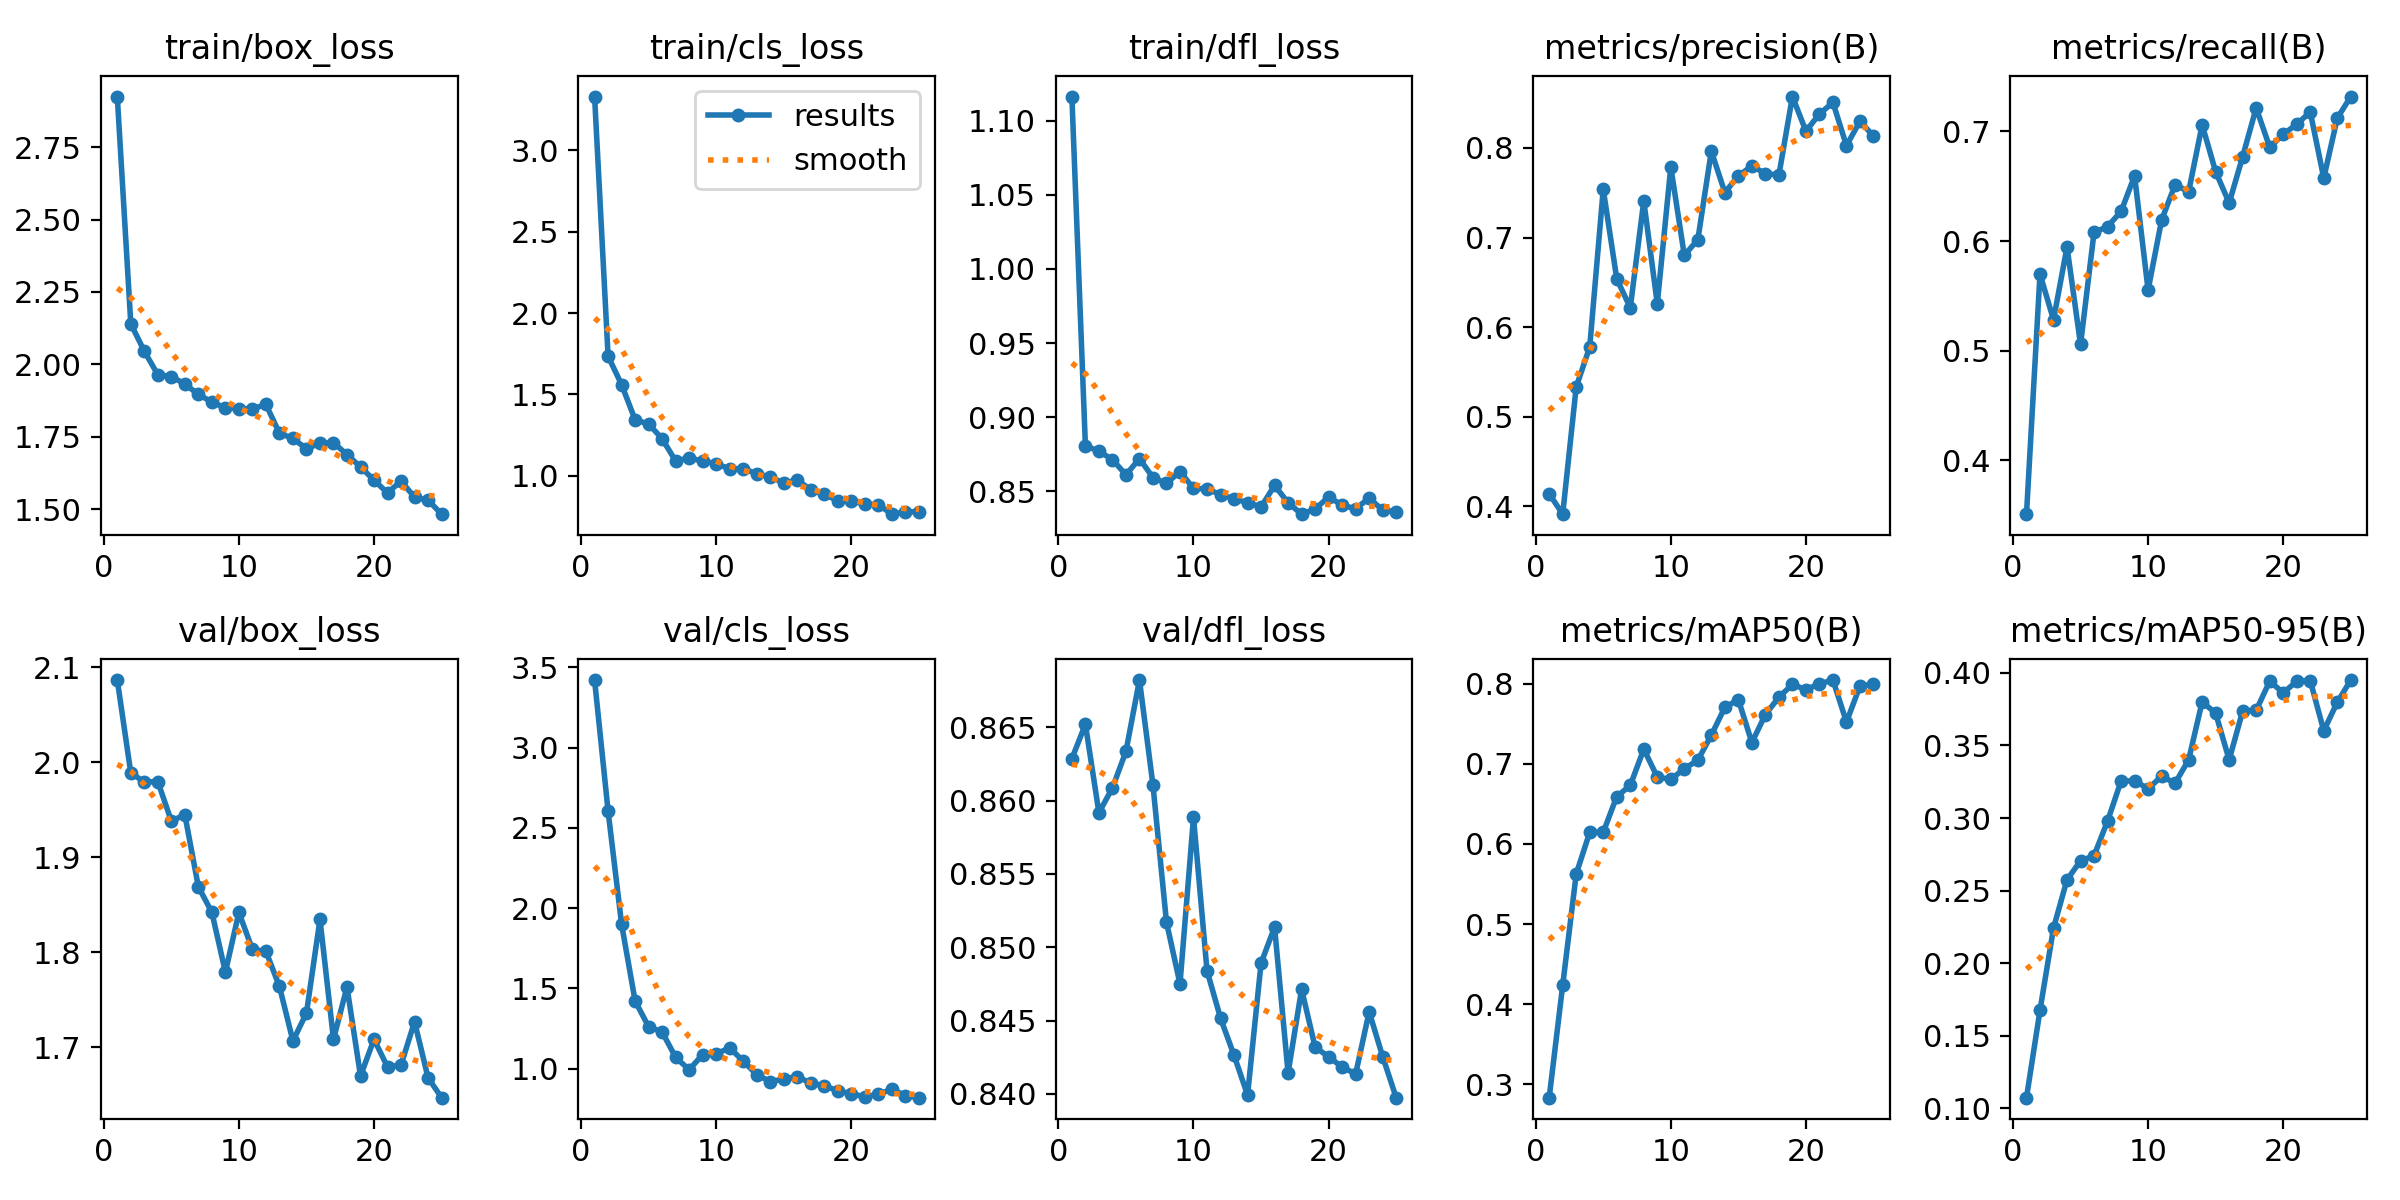 train/box_loss
2.75
2.50
2.25
2.00
1.75
1.50
0 10 20
train/cls_loss
results
smooth
3.0
2.5
2.0
1.5
1.0
0 10 20
train/dfl_loss
1.10
1.05
1.00
0.95
0.90
0.85
0 10 20
metrics/precision(B)
0.8
0.7
0.6
0.5
0.4
0 10 20
metrics/recall(B)
0.7
0.6
0.5
0.4
0 10 20
val/box_loss
2.1
2.0
1.9
1.8
1.7
0 10 20
val/cls_loss
3.5
3.0
2.5
2.0
1.5
1.0
0 10 20
val/dfl_loss
0.865
0.860
0.855
0.850
0.845
0.840
0 10 20
metrics/mAP50(B)
0.8
0.7
0.6
0.5
0.4
0.3
0 10 20
metrics/mAP50-95(B)
0.40
0.35
0.30
0.25
0.20
0.15
0.10
0 10 20